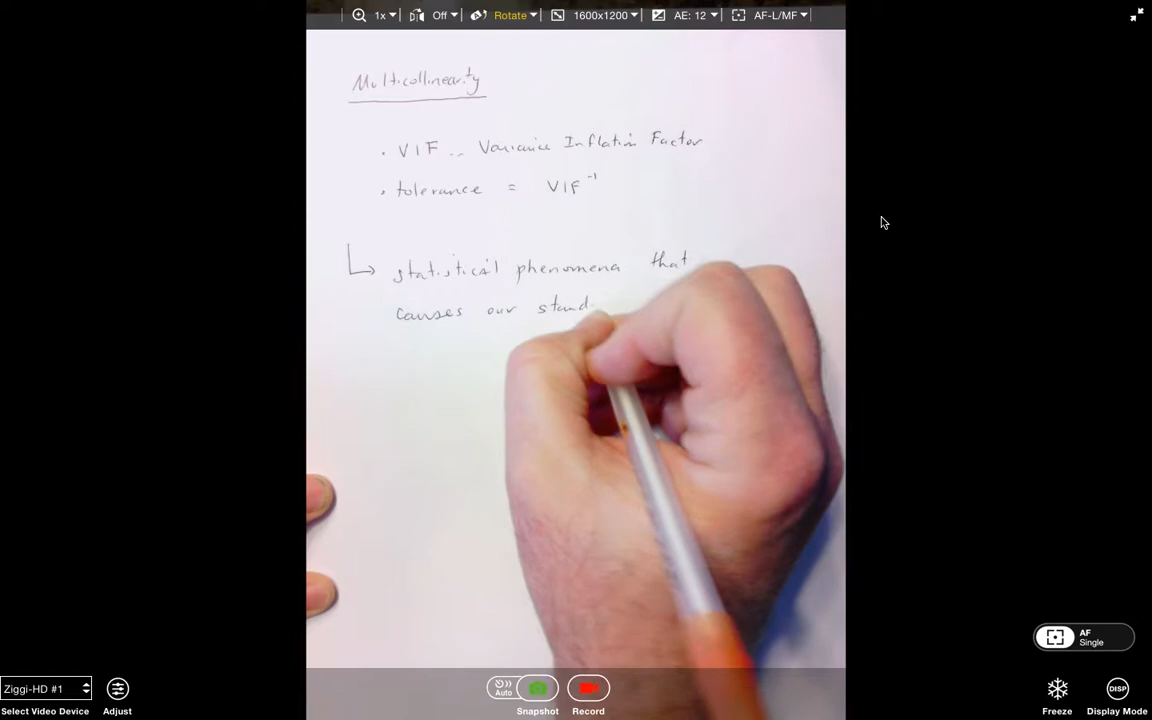 1x Off Rotate 1600x1200 AE: 12 AF-L/MF
Multicollinearity
· VIF .. Variance Inflation Factor
· tolerance = VIF⁻¹
↳ statistical phenomena that
causes our stand
AF
Single
Ziggi-HD #1
Select Video Device
Adjust
Auto
Snapshot
Record
Freeze
DISP
Display Mode